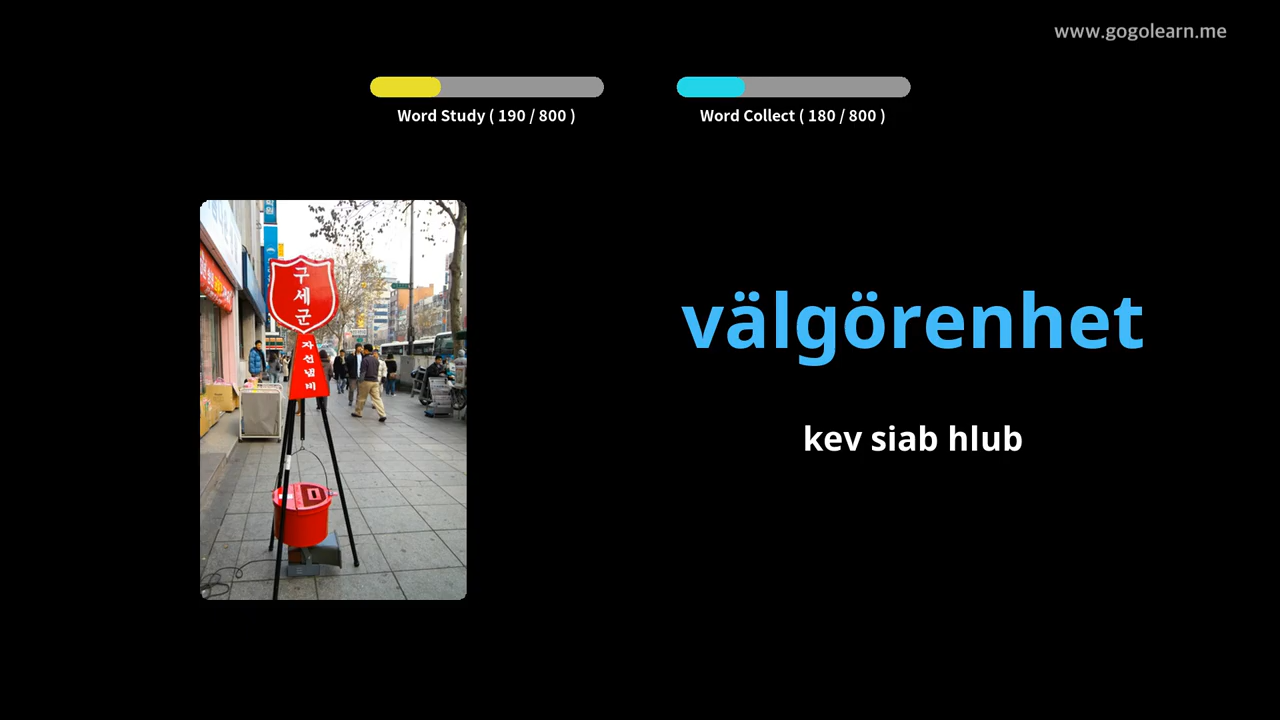 www.gogolearn.me
Word Study ( 190 / 800 )
Word Collect ( 180 / 800 )
구세군
자선냄비
välgörenhet
kev siab hlub